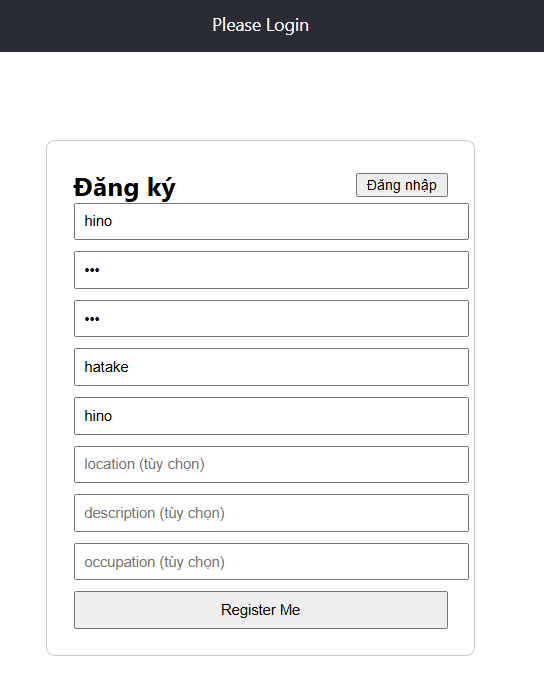 Please Login
Đăng ký
Đăng nhập
hino
•••
•••
hatake
hino
location (tùy chọn)
description (tùy chọn)
occupation (tùy chọn)
Register Me